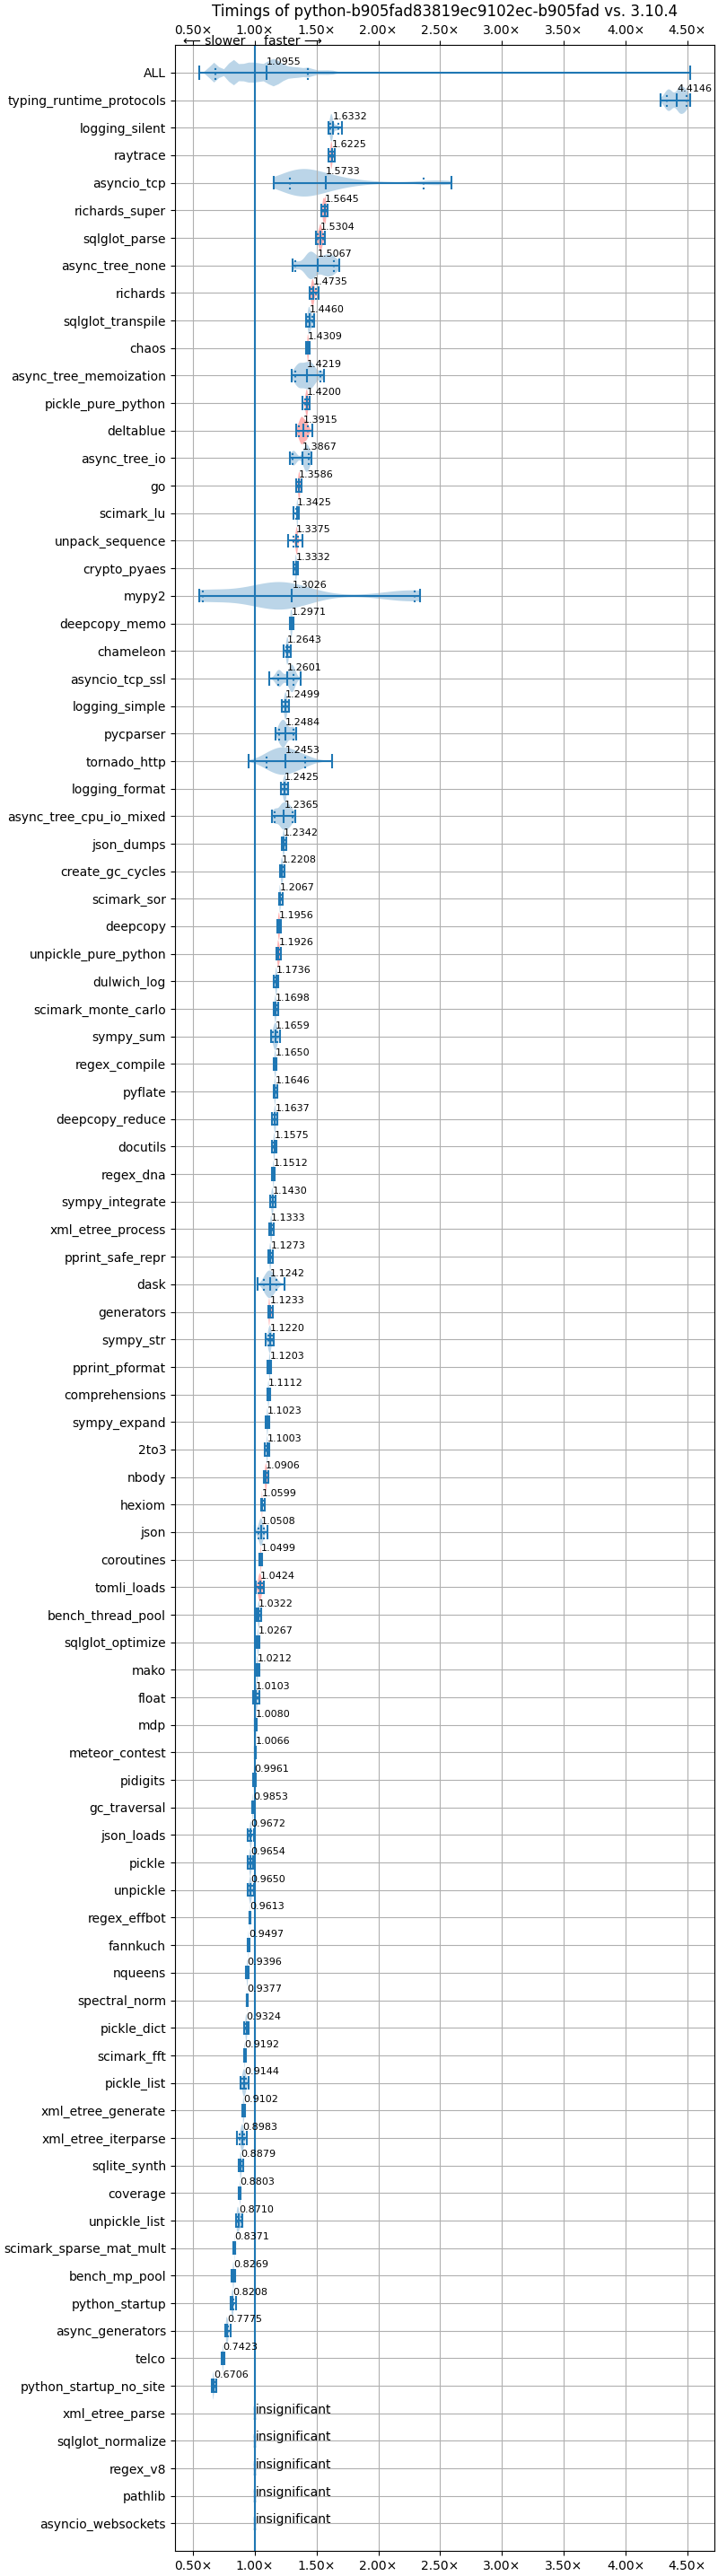 Timings of python-b905fad83819ec9102ec-b905fad vs. 3.10.4
0.50× 1.00× 1.50× 2.00× 2.50× 3.00× 3.50× 4.00× 4.50×
⟵ slower faster ⟶
ALL 1.0955
typing_runtime_protocols 4.4146
logging_silent 1.6332
raytrace 1.6225
asyncio_tcp 1.5733
richards_super 1.5645
sqlglot_parse 1.5304
async_tree_none 1.5067
richards 1.4735
sqlglot_transpile 1.4460
chaos 1.4309
async_tree_memoization 1.4219
pickle_pure_python 1.4200
deltablue 1.3915
async_tree_io 1.3867
go 1.3586
scimark_lu 1.3425
unpack_sequence 1.3375
crypto_pyaes 1.3332
mypy2 1.3026
deepcopy_memo 1.2971
chameleon 1.2643
asyncio_tcp_ssl 1.2601
logging_simple 1.2499
pycparser 1.2484
tornado_http 1.2453
logging_format 1.2425
async_tree_cpu_io_mixed 1.2365
json_dumps 1.2342
create_gc_cycles 1.2208
scimark_sor 1.2067
deepcopy 1.1956
unpickle_pure_python 1.1926
dulwich_log 1.1736
scimark_monte_carlo 1.1698
sympy_sum 1.1659
regex_compile 1.1650
pyflate 1.1646
deepcopy_reduce 1.1637
docutils 1.1575
regex_dna 1.1512
sympy_integrate 1.1430
xml_etree_process 1.1333
pprint_safe_repr 1.1273
dask 1.1242
generators 1.1233
sympy_str 1.1220
pprint_pformat 1.1203
comprehensions 1.1112
sympy_expand 1.1023
2to3 1.1003
nbody 1.0906
hexiom 1.0599
json 1.0508
coroutines 1.0499
tomli_loads 1.0424
bench_thread_pool 1.0322
sqlglot_optimize 1.0267
mako 1.0212
float 1.0103
mdp 1.0080
meteor_contest 1.0066
pidigits 0.9961
gc_traversal 0.9853
json_loads 0.9672
pickle 0.9654
unpickle 0.9650
regex_effbot 0.9613
fannkuch 0.9497
nqueens 0.9396
spectral_norm 0.9377
pickle_dict 0.9324
scimark_fft 0.9192
pickle_list 0.9144
xml_etree_generate 0.9102
xml_etree_iterparse 0.8983
sqlite_synth 0.8879
coverage 0.8803
unpickle_list 0.8710
scimark_sparse_mat_mult 0.8371
bench_mp_pool 0.8269
python_startup 0.8208
async_generators 0.7775
telco 0.7423
python_startup_no_site 0.6706
xml_etree_parse insignificant
sqlglot_normalize insignificant
regex_v8 insignificant
pathlib insignificant
asyncio_websockets insignificant
0.50× 1.00× 1.50× 2.00× 2.50× 3.00× 3.50× 4.00× 4.50×